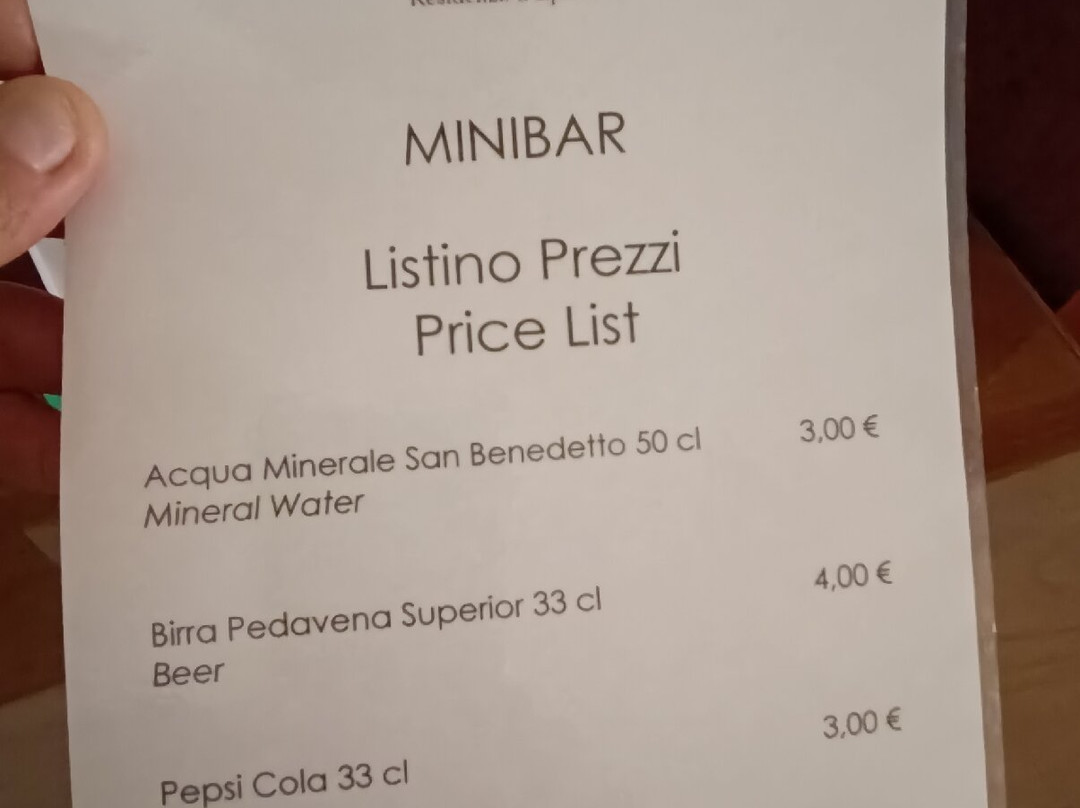 MINIBAR
Listino Prezzi
Price List
Acqua Minerale San Benedetto 50 cl 3,00 €
Mineral Water
Birra Pedavena Superior 33 cl 4,00 €
Beer
Pepsi Cola 33 cl 3,00 €